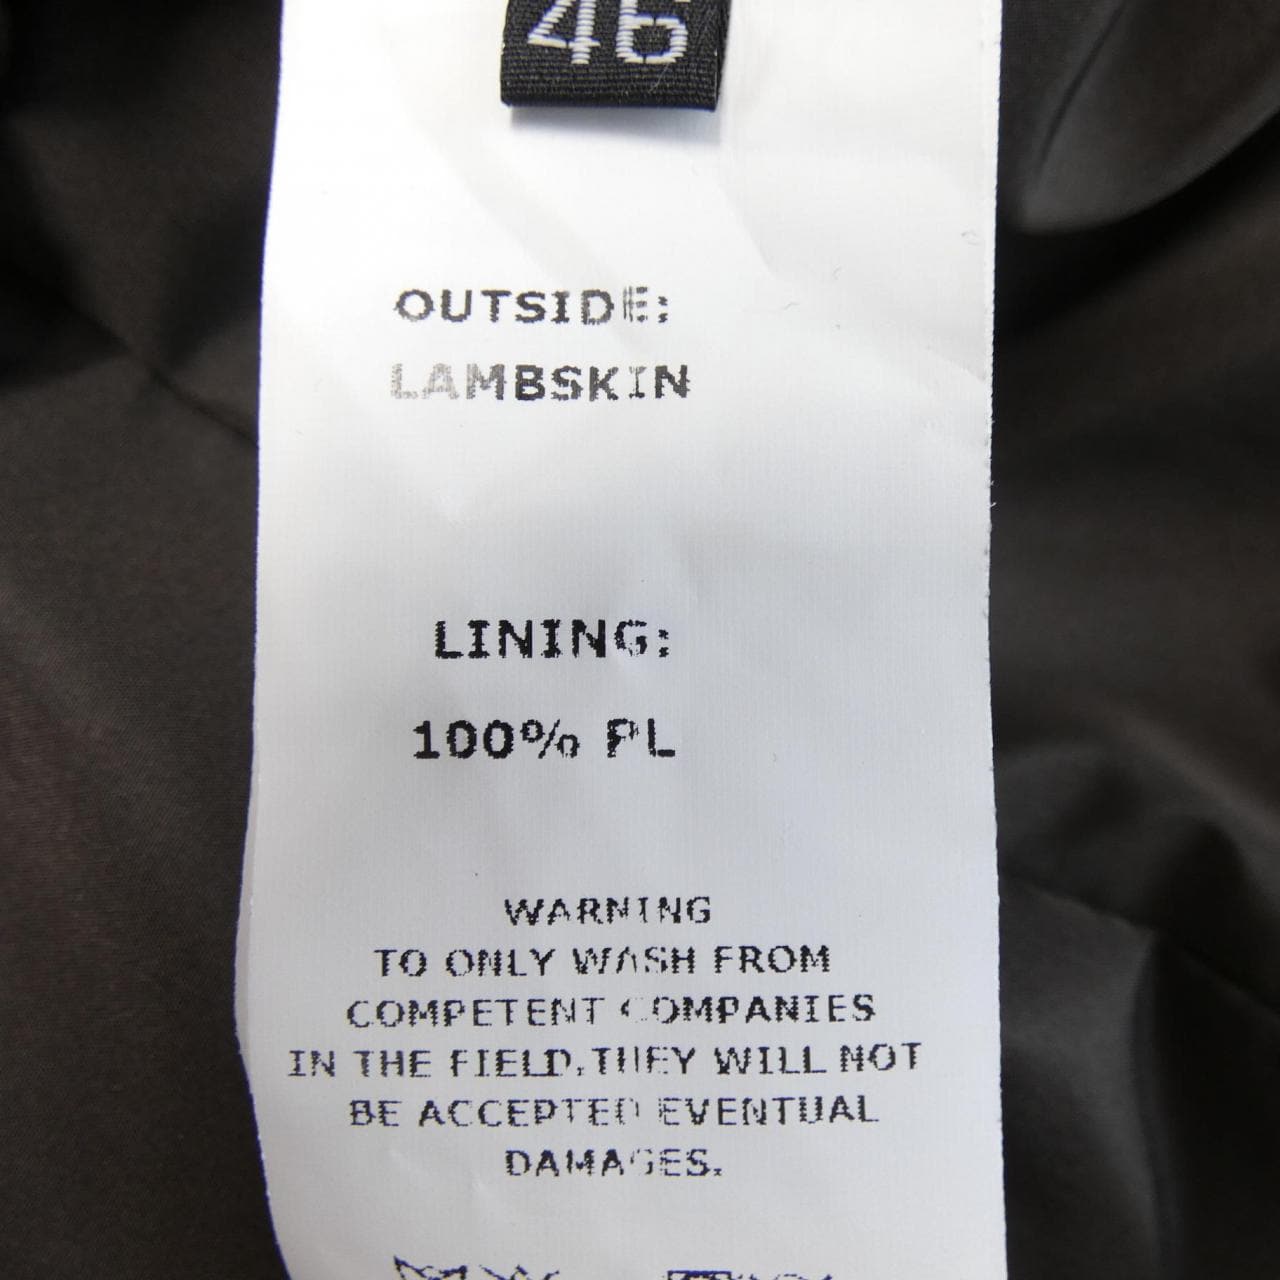 46
OUTSIDE:
LAMBSKIN
LINING:
100% PL
WARNING
TO ONLY WASH FROM
COMPETENT COMPANIES
IN THE FIELD.THEY WILL NOT
BE ACCEPTED EVENTUAL
DAMAGES.